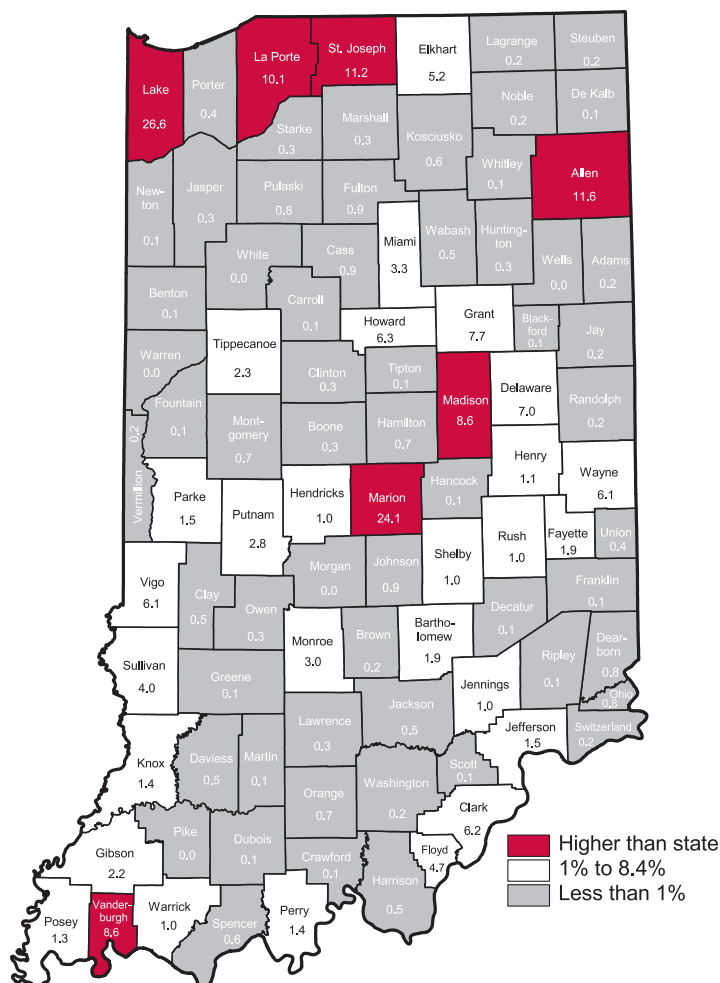 Lake
26.6
Porter
0.4
La Porte
10.1
St. Joseph
11.2
Elkhart
5.2
Lagrange
0.2
Steuben
0.2
Noble
0.2
De Kalb
0.1
Starke
0.3
Marshall
0.3
Kosciusko
0.6
Whitley
0.1
Allen
11.6
New-
ton
0.1
Jasper
0.3
Pulaski
0.8
Fulton
0.9
Miami
3.3
Wabash
0.5
Hunting-
ton
0.3
Wells
0.0
Adams
0.2
White
0.0
Cass
0.9
Benton
0.1
Carroll
0.1
Howard
6.3
Grant
7.7
Black-
ford
0.1
Jay
0.2
Warren
0.0
Tippecanoe
2.3
Clinton
0.3
Tipton
0.1
Madison
8.6
Delaware
7.0
Randolph
0.2
Fountain
0.1
Vermillion
0.2
Mont-
gomery
0.7
Boone
0.3
Hamilton
0.7
Henry
1.1
Wayne
6.1
Parke
1.5
Putnam
2.8
Hendricks
1.0
Marion
24.1
Hancock
0.1
Shelby
1.0
Rush
1.0
Fayette
1.9
Union
0.4
Vigo
6.1
Clay
0.5
Owen
0.3
Morgan
0.0
Johnson
0.9
Decatur
0.1
Franklin
0.1
Sullivan
4.0
Greene
0.1
Monroe
3.0
Brown
0.2
Bartho-
lomew
1.9
Jennings
1.0
Ripley
0.1
Dear-
born
0.8
Ohio
0.8
Switzerland
0.2
Jefferson
1.5
Jackson
0.5
Lawrence
0.3
Knox
1.4
Daviess
0.5
Martin
0.1
Orange
0.7
Washington
0.2
Scott
0.1
Clark
6.2
Floyd
4.7
Harrison
0.5
Crawford
0.1
Dubois
0.1
Pike
0.0
Gibson
2.2
Posey
1.3
Vander-
burgh
8.6
Warrick
1.0
Spencer
0.6
Perry
1.4
Higher than state
1% to 8.4%
Less than 1%